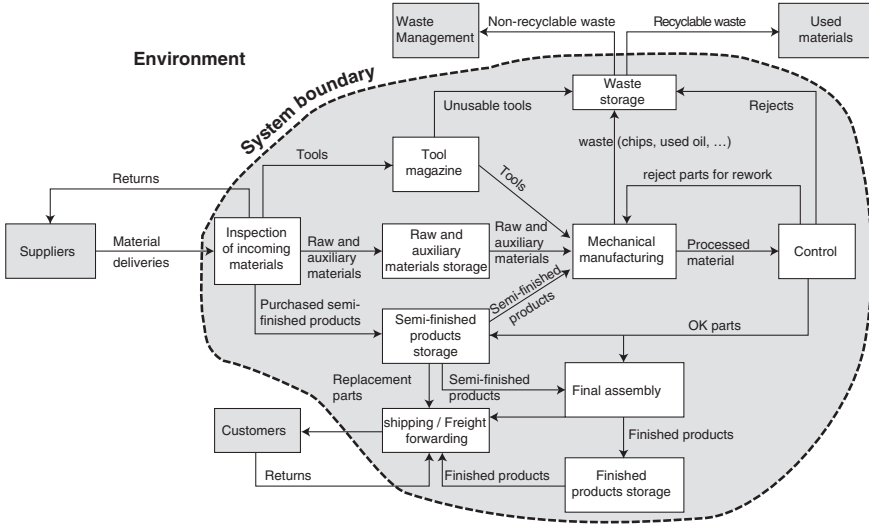 Waste
Management
Non-recyclable waste
Recyclable waste
Used
materials
Environment
System boundary
Waste
storage
Unusable tools
Rejects
waste (chips, used oil, …)
Tools
Tool
magazine
Tools
reject parts for rework
Returns
Suppliers
Material
deliveries
Inspection
of incoming
materials
Raw and
auxiliary
materials
Raw and
auxiliary
materials storage
Raw and
auxiliary
materials
Mechanical
manufacturing
Processed
material
Control
Purchased semi-
finished products
Semi-finished
products
Semi-finished
products
storage
OK parts
Replacement
parts
Semi-finished
products
Final assembly
Customers
shipping / Freight
forwarding
Finished products
Returns
Finished products
Finished
products storage